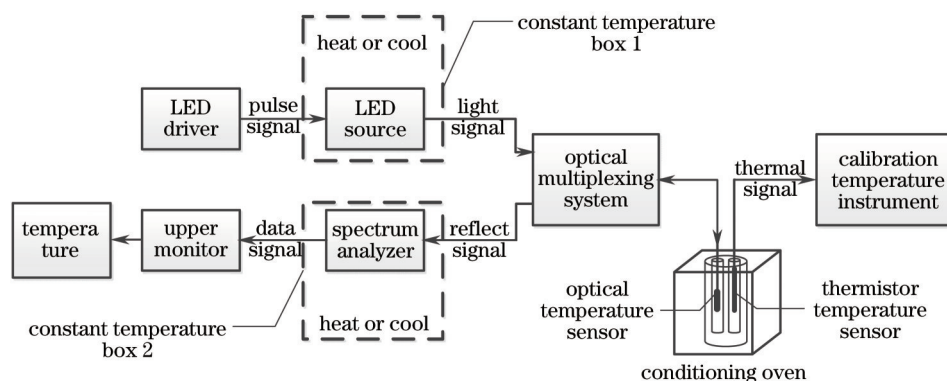 heat or cool
constant temperature
box 1
LED
driver
pulse
signal
LED
source
light
signal
optical
multiplexing
system
thermal
signal
calibration
temperature
instrument
tempera
ture
upper
monitor
data
signal
spectrum
analyzer
reflect
signal
constant temperature
box 2
heat or cool
optical
temperature
sensor
thermistor
temperature
sensor
conditioning oven